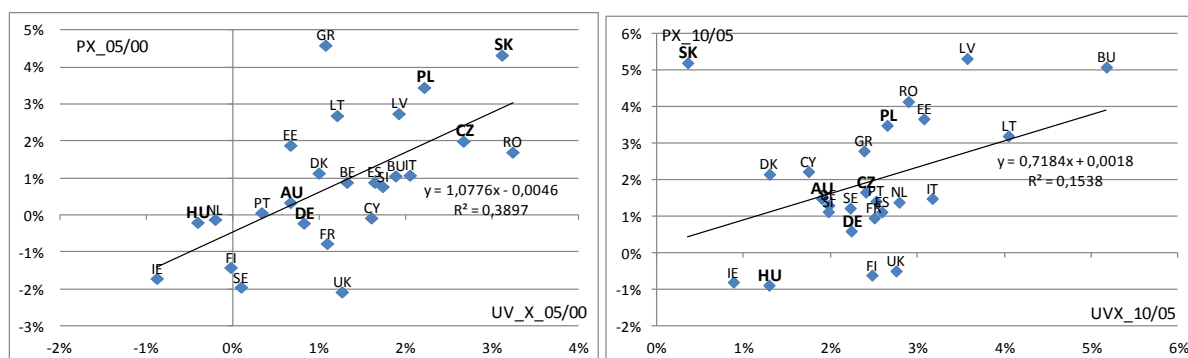 5%
PX_05/00
GR
SK
4%
PL
3%
LT
LV
CZ
2%
EE
RO
DK
BE
ES
SI
BU
IT
1%
y = 1,0776x - 0,0046
R² = 0,3897
AU
HU
NL
PT
DE
CY
0%
FR
-1%
IE
FI
SE
UK
-2%
UV_X_05/00
-3%
-2%
-1%
0%
1%
2%
3%
4%
6%
PX_10/05
SK
LV
BU
5%
RO
4%
PL
EE
LT
3%
GR
DK
CY
y = 0,7184x + 0,0018
R² = 0,1538
2%
AU
CZ
SI
SE
PT
ES
NL
IT
1%
DE
FR
0%
IE
HU
FI
UK
-1%
UVX_10/05
-2%
0%
1%
2%
3%
4%
5%
6%